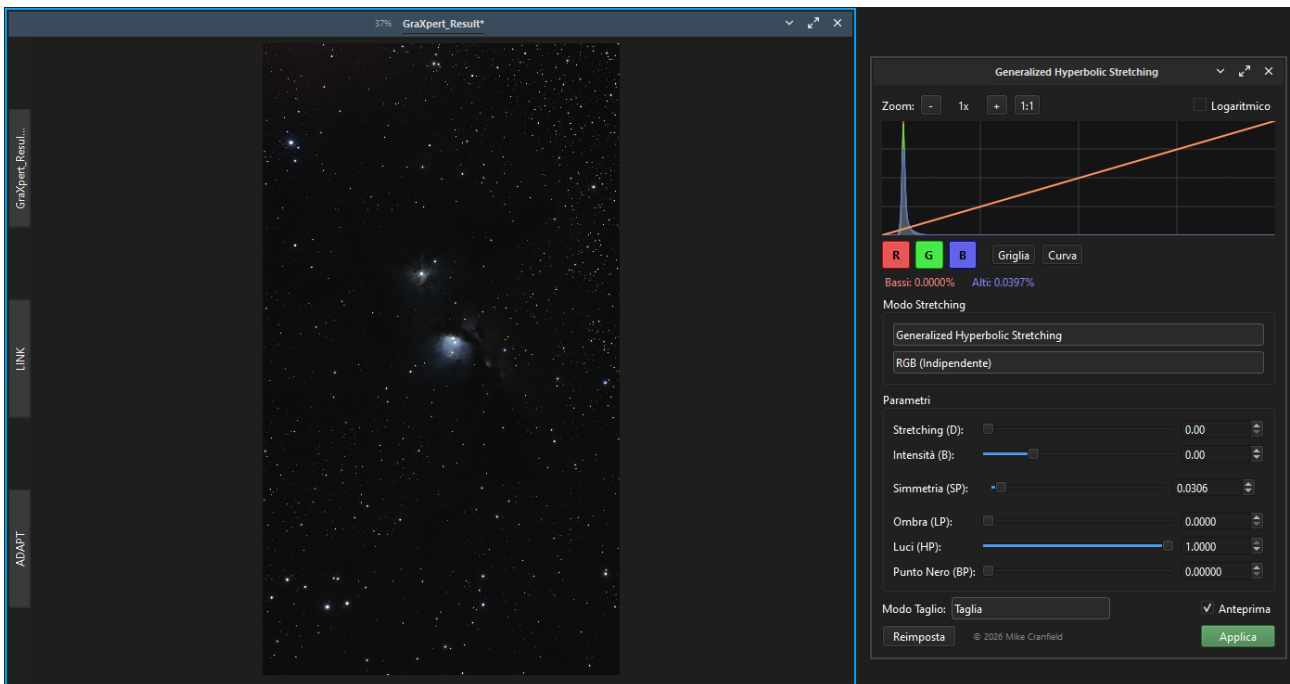 37% GraXpert_Result*
GraXpert_Resul...
LINK
ADAPT
Generalized Hyperbolic Stretching
Zoom: - 1x + 1:1 Logaritmico
R G B Griglia Curva
Bassi: 0.0000% Alti: 0.0397%
Modo Stretching
Generalized Hyperbolic Stretching
RGB (Indipendente)
Parametri
Stretching (D): 0.00
Intensità (B): 0.00
Simmetria (SP): 0.0306
Ombra (LP): 0.0000
Luci (HP): 1.0000
Punto Nero (BP): 0.00000
Modo Taglio: Taglia Anteprima
Reimposta © 2026 Mike Cranfield Applica